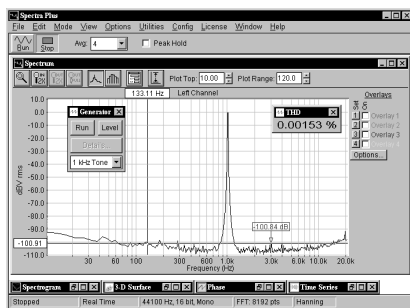 Spectra Plus
File Edit Mode View Options Utilities Config License Window Help
Run Stop Avg: 4 Peak Hold
Spectrum
Plot Top: 10.00 Plot Range: 120.0
133.11 Hz Left Channel
Overlays
Set On
1 Overlay 1
2 Overlay 2
3 Overlay 3
4 Overlay 4
Options...
Generator
Run Level
Details...
1 kHz Tone
THD
0.00153 %
dBV rms
10.0
0.0
-10.0
-20.0
-30.0
-40.0
-50.0
-60.0
-70.0
-80.0
-90.0
-100.91
-110.0
-100.84 dB
30 60 100 300 600 1.0k 3.0k 6.0k 10.0k 20.0k
Frequency (Hz)
Spectrogram 3-D Surface Phase Time Series
Stopped Real Time 44100 Hz, 16 bit, Mono FFT: 8192 pts Hanning